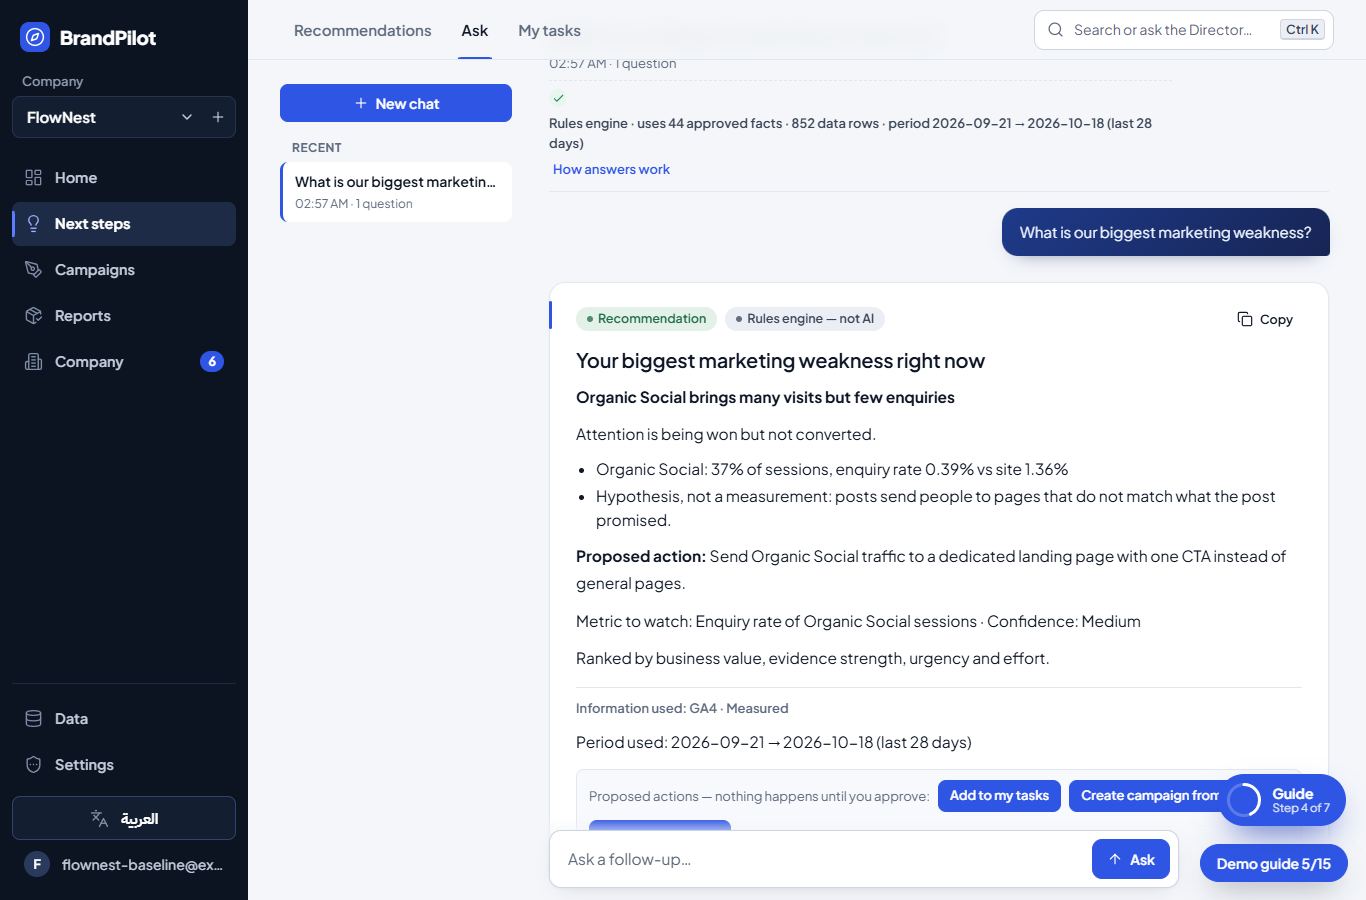 BrandPilot
Company
FlowNest
Home
Next steps
Campaigns
Reports
Company
6
Data
Settings
العربية
F
flownest-baseline@ex...
Recommendations
Ask
My tasks
Search or ask the Director...
Ctrl K
New chat
RECENT
What is our biggest marketin...
02:57 AM · 1 question
02:57 AM · 1 question
Rules engine · uses 44 approved facts · 852 data rows · period 2026-09-21 → 2026-10-18 (last 28
days)
How answers work
What is our biggest marketing weakness?
Recommendation
Rules engine — not AI
Copy
Your biggest marketing weakness right now
Organic Social brings many visits but few enquiries
Attention is being won but not converted.
• Organic Social: 37% of sessions, enquiry rate 0.39% vs site 1.36%
• Hypothesis, not a measurement: posts send people to pages that do not match what the post
promised.
Proposed action: Send Organic Social traffic to a dedicated landing page with one CTA instead of
general pages.
Metric to watch: Enquiry rate of Organic Social sessions · Confidence: Medium
Ranked by business value, evidence strength, urgency and effort.
Information used: GA4 · Measured
Period used: 2026-09-21 → 2026-10-18 (last 28 days)
Proposed actions — nothing happens until you approve:
Add to my tasks
Create campaign from
Guide
Step 4 of 7
Ask a follow-up...
Ask
Demo guide 5/15